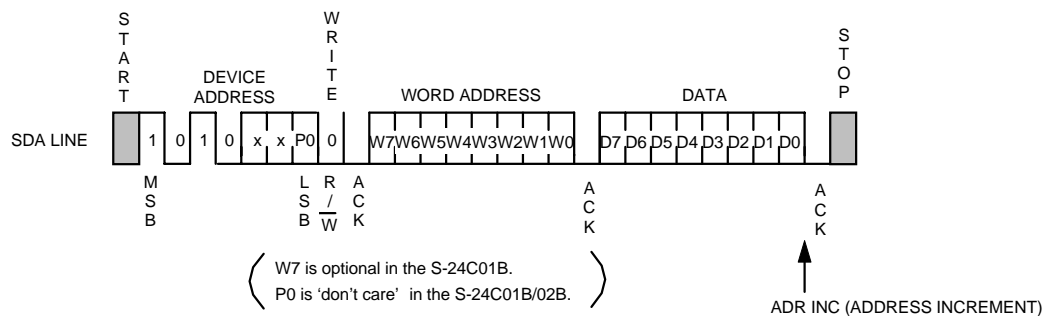 START
WRITE
STOP
DEVICE
ADDRESS
WORD ADDRESS
DATA
SDA LINE
1 0 1 0 x x P0 0
W7 W6 W5 W4 W3 W2 W1 W0
D7 D6 D5 D4 D3 D2 D1 D0
MSB
LSB
R/W
ACK
ACK
ACK
W7 is optional in the S-24C01B.
P0 is ‘don’t care’ in the S-24C01B/02B.
ADR INC (ADDRESS INCREMENT)